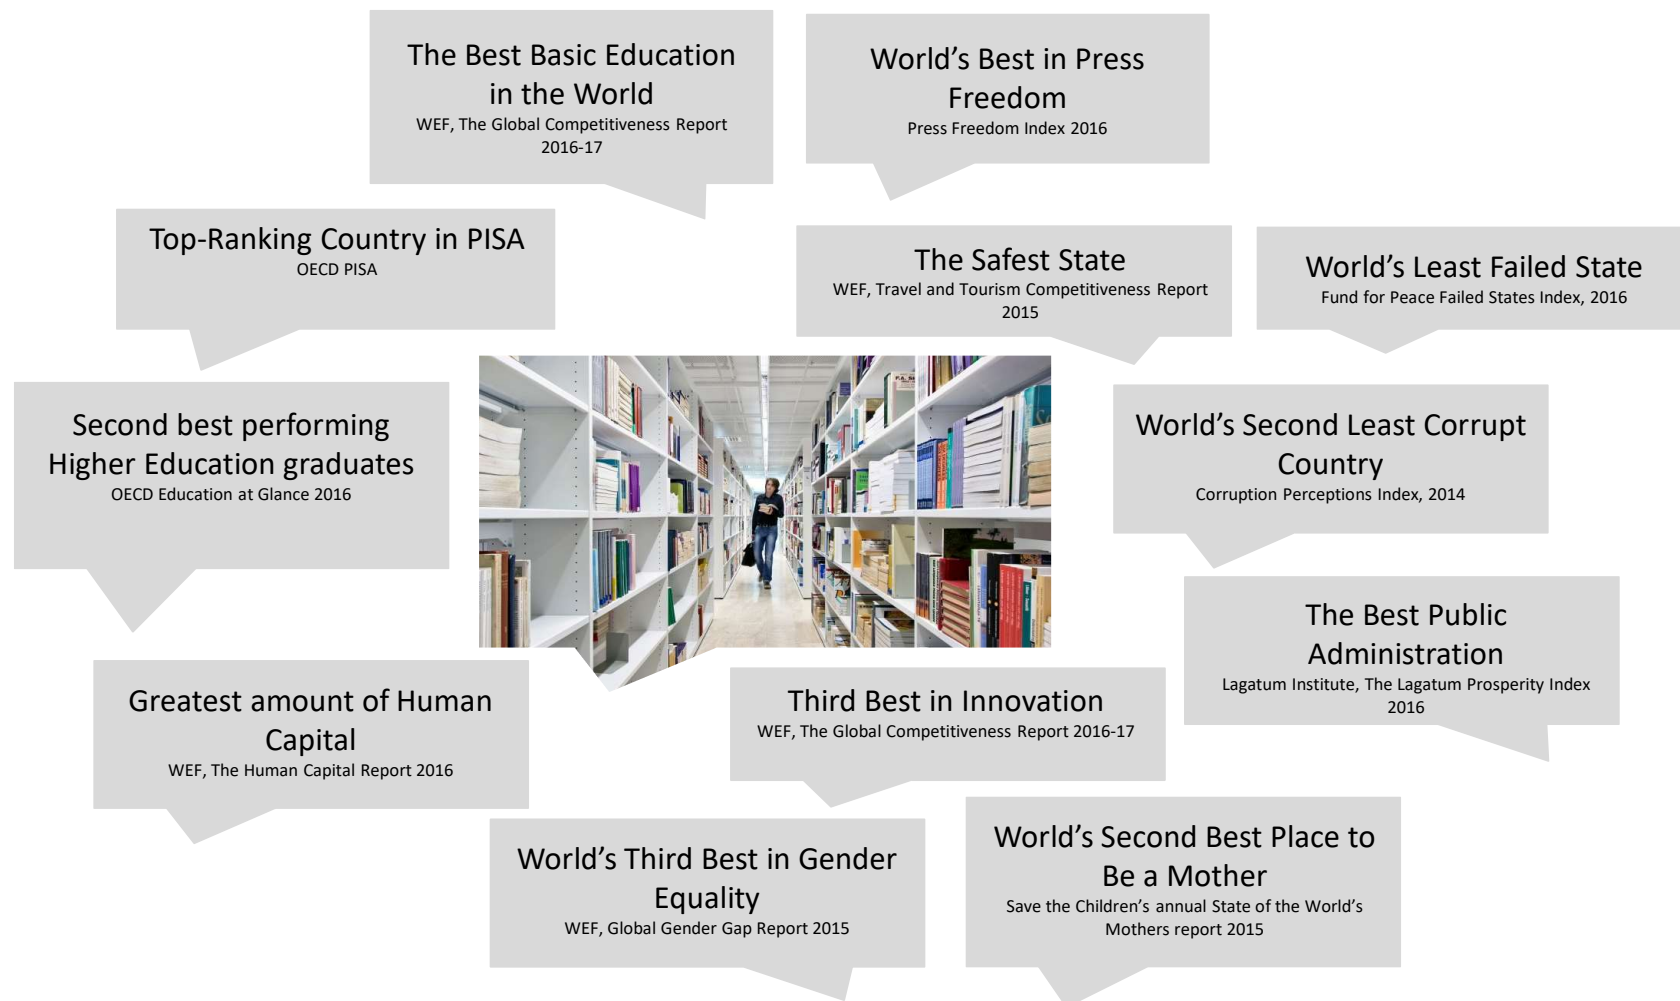 The Best Basic Education
in the World
WEF, The Global Competitiveness Report
2016-17
World's Best in Press
Freedom
Press Freedom Index 2016
Top-Ranking Country in PISA
OECD PISA
The Safest State
WEF, Travel and Tourism Competitiveness Report
2015
World's Least Failed State
Fund for Peace Failed States Index, 2016
Second best performing
Higher Education graduates
OECD Education at Glance 2016
World's Second Least Corrupt
Country
Corruption Perceptions Index, 2014
The Best Public
Administration
Lagatum Institute, The Lagatum Prosperity Index
2016
Greatest amount of Human
Capital
WEF, The Human Capital Report 2016
Third Best in Innovation
WEF, The Global Competitiveness Report 2016-17
World's Third Best in Gender
Equality
WEF, Global Gender Gap Report 2015
World's Second Best Place to
Be a Mother
Save the Children's annual State of the World's
Mothers report 2015